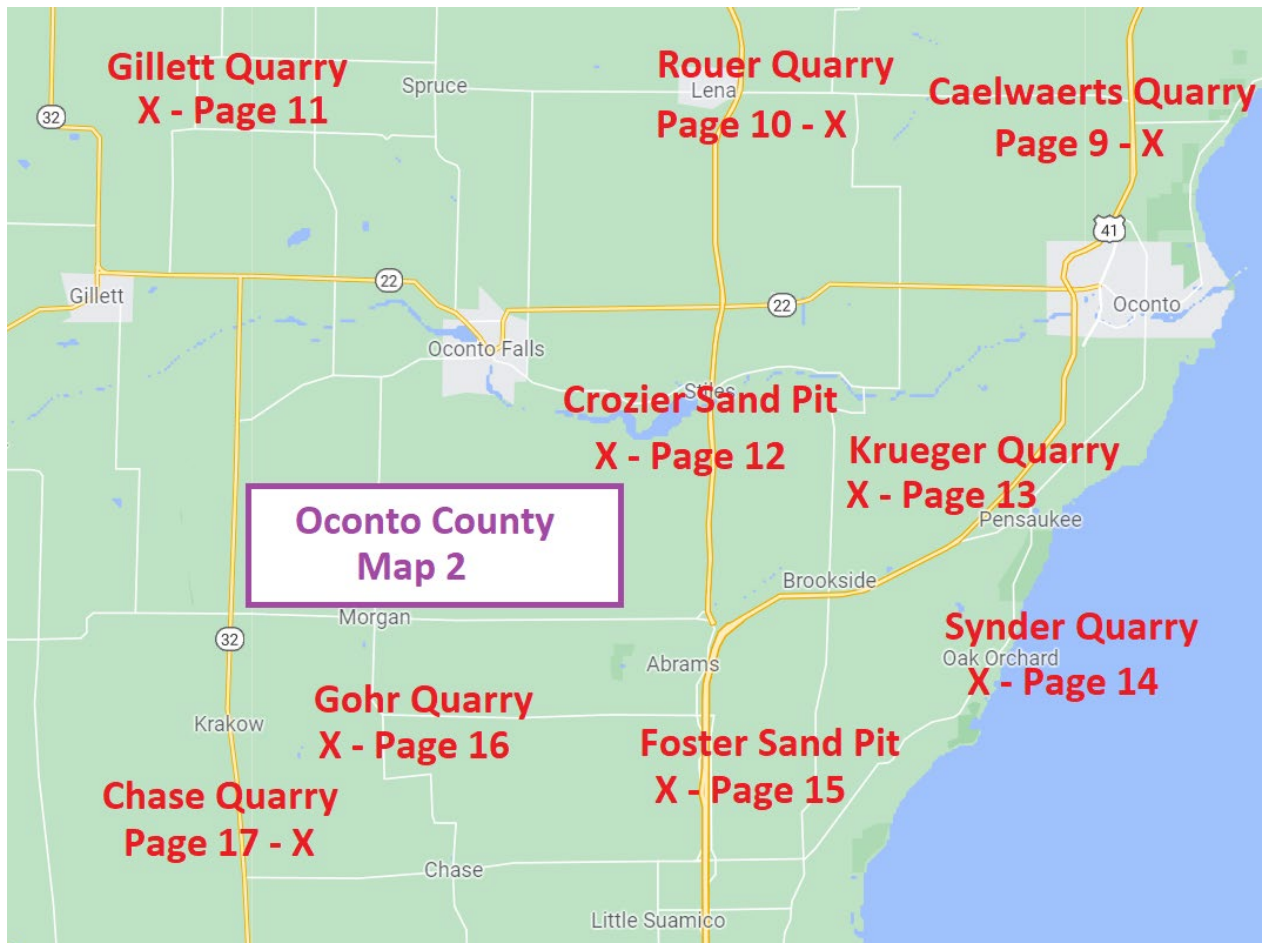 Gillett Quarry
X - Page 11
Spruce
Rouer Quarry
Lena
Page 10 - X
Caelwaerts Quarry
Page 9 - X
32
41
22
22
Gillett
Oconto
Oconto Falls
Stiles
Crozier Sand Pit
X - Page 12
Krueger Quarry
X - Page 13
Pensaukee
Oconto County
Map 2
Brookside
Morgan
32
Abrams
Synder Quarry
Oak Orchard
X - Page 14
Gohr Quarry
X - Page 16
Krakow
Foster Sand Pit
X - Page 15
Chase Quarry
Page 17 - X
Chase
Little Suamico